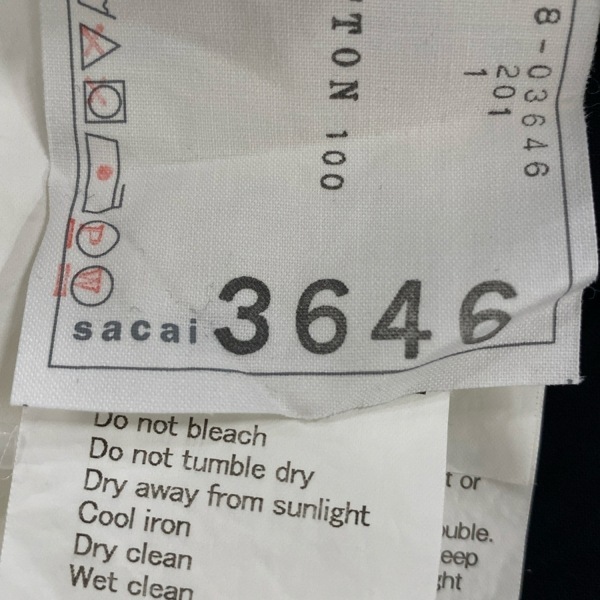 8-03646
201
1
TON 100
P
W
sacai 3646
Do not bleach
Do not tumble dry
Dry away from sunlight
Cool iron
Dry clean
Wet clean
t or
uble.
eep
ght